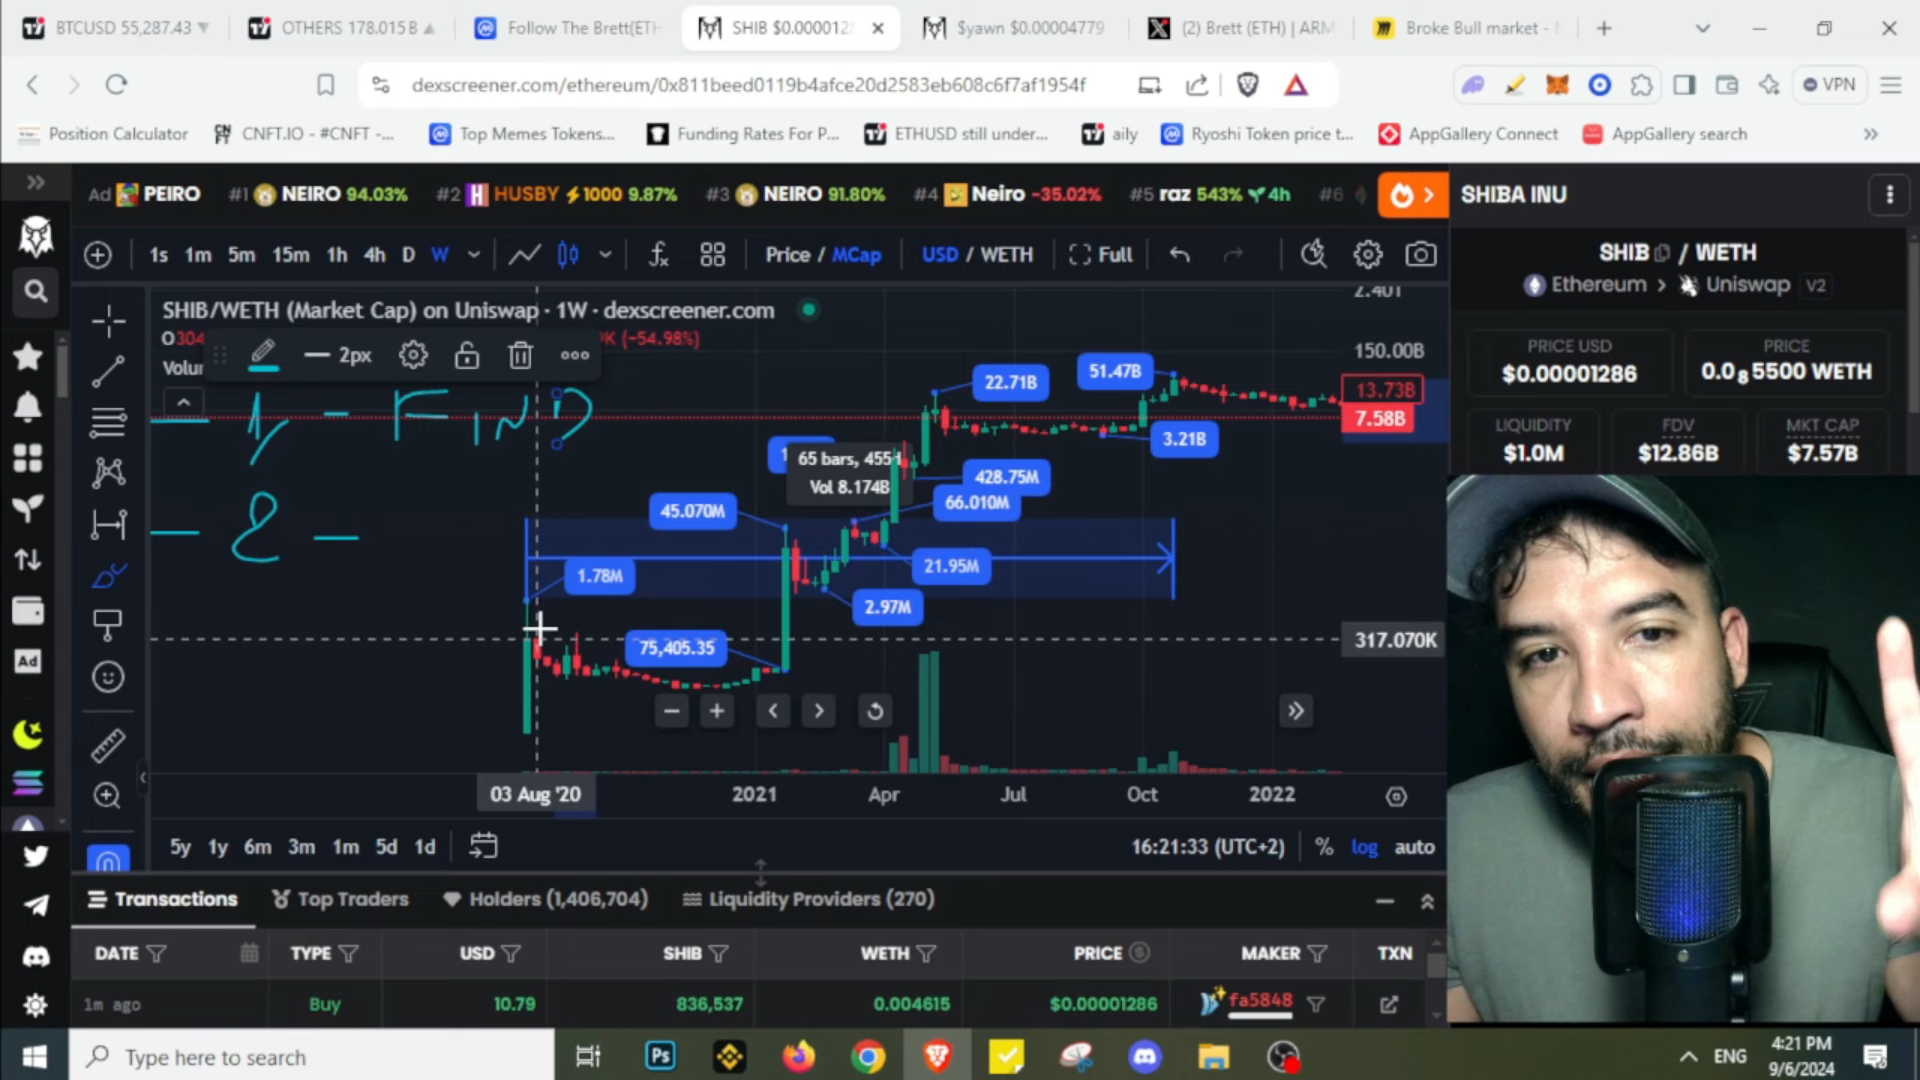 BTCUSD 55,287.43
OTHERS 178.015B
Follow The Brett(ETH
SHIB $0.0000128
$yawn $0.00004779
(2) Brett (ETH) | ARM
Broke Bull market -
dexscreener.com/ethereum/0x811beed0119b4afce20d2583eb608c6f7af1954f
VPN
Position Calculator
CNFT.IO - #CNFT -...
Top Memes Tokens...
Funding Rates For P...
ETHUSD still under...
aily
Ryoshi Token price t...
AppGallery Connect
AppGallery search
Ad PEIRO #1 NEIRO 94.03% #2 HUSBY 1000 9.87% #3 NEIRO 91.80% #4 Neiro -35.02% #5 raz 543% 4h #6
SHIBA INU
1s 1m 5m 15m 1h 4h D W
Price / MCap
USD / WETH
Full
SHIB / WETH
Ethereum > Uniswap V2
SHIB/WETH (Market Cap) on Uniswap · 1W · dexscreener.com
2.40T
O304
K (−54.98%)
2px
150.00B
13.73B
7.58B
317.070K
1, - FIND
- 2 -
22.71B
51.47B
3.21B
65 bars, 455d
Vol 8.174B
428.75M
66.010M
45.070M
21.95M
1.78M
2.97M
75,405.35
PRICE USD
$0.00001286
PRICE
0.0₈5500 WETH
LIQUIDITY
$1.0M
FDV
$12.86B
MKT CAP
$7.57B
03 Aug '20
2021
Apr
Jul
Oct
2022
5y 1y 6m 3m 1m 5d 1d
16:21:33 (UTC+2)
% log auto
Transactions
Top Traders
Holders (1,406,704)
Liquidity Providers (270)
DATE TYPE USD SHIB WETH PRICE MAKER TXN
1m ago Buy 10.79 836,537 0.004615 $0.00001286 fa5848
Ad
Type here to search
Ps
ENG
4:21 PM
9/6/2024